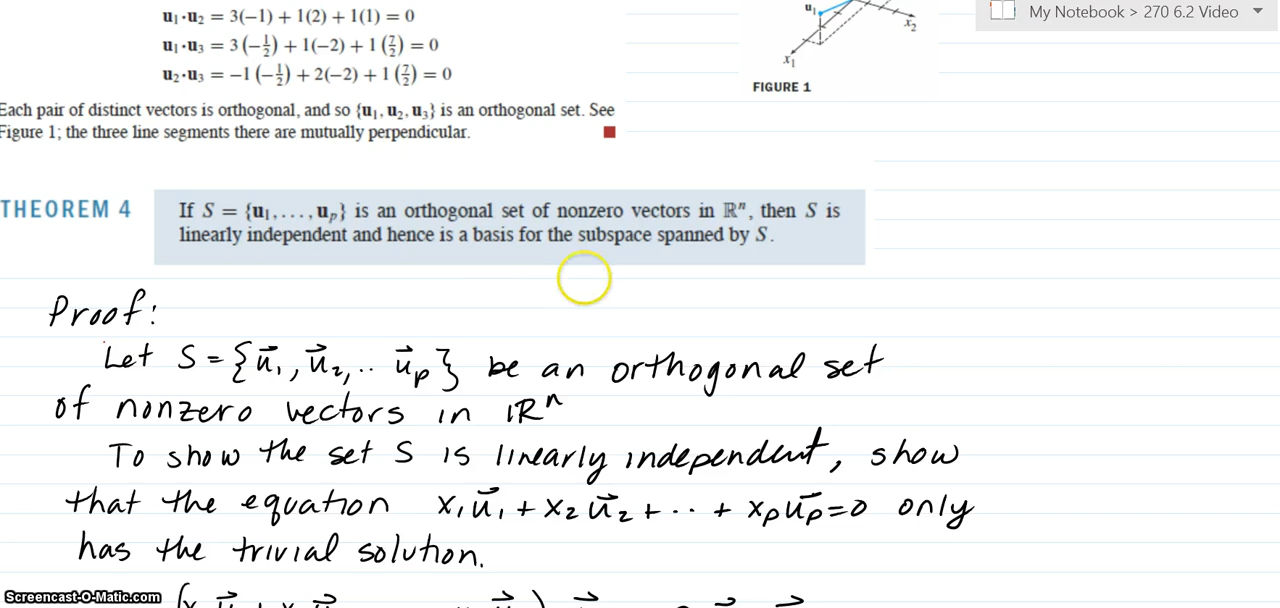 u₁·u₂ = 3(−1) + 1(2) + 1(1) = 0
u₁·u₃ = 3(−1/2) + 1(−2) + 1(7/2) = 0
u₂·u₃ = −1(−1/2) + 2(−2) + 1(7/2) = 0
Each pair of distinct vectors is orthogonal, and so {u₁, u₂, u₃} is an orthogonal set. See
Figure 1; the three line segments there are mutually perpendicular.
u₁
x₂
x₁
FIGURE 1
My Notebook > 270 6.2 Video
THEOREM 4
If S = {u₁, . . . , uₚ} is an orthogonal set of nonzero vectors in ℝⁿ, then S is
linearly independent and hence is a basis for the subspace spanned by S.
Proof:
Let S = {u⃗₁, u⃗₂, .. u⃗ₚ} be an orthogonal set
of nonzero vectors in ℝⁿ
To show the set S is linearly independent, show
that the equation x₁u⃗₁ + x₂u⃗₂ + ·· + xₚu⃗ₚ = 0 only
has the trivial solution.
Screencast-O-Matic.com